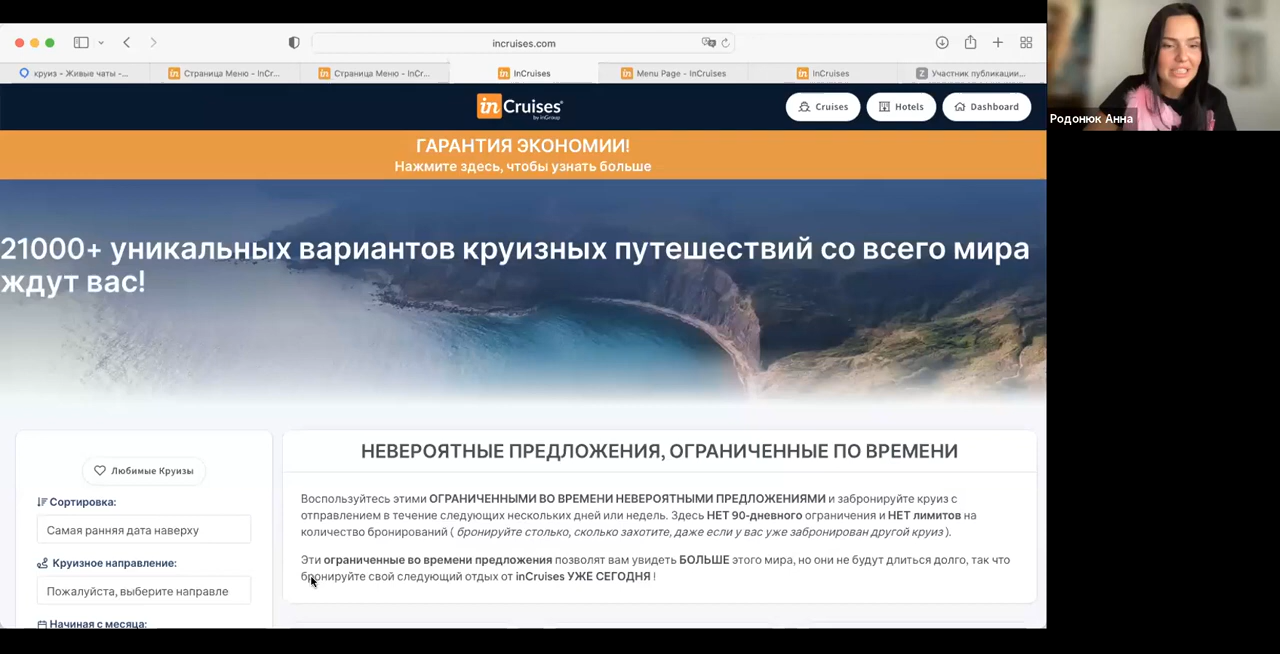 incruises.com
круиз - Живые чаты -...
Страница Меню - InCr...
Страница Меню - InCr...
InCruises
Menu Page - InCruises
InCruises
Участник публикации...
in Cruises
by inGroup
Cruises
Hotels
Dashboard
Родонюк Анна
ГАРАНТИЯ ЭКОНОМИИ!
Нажмите здесь, чтобы узнать больше
21000+ уникальных вариантов круизных путешествий со всего мира
ждут вас!
Любимые Круизы
Сортировка:
Самая ранняя дата наверху
Круизное направление:
Пожалуйста, выберите направле
Начиная с месяца:
НЕВЕРОЯТНЫЕ ПРЕДЛОЖЕНИЯ, ОГРАНИЧЕННЫЕ ПО ВРЕМЕНИ
Воспользуйтесь этими ОГРАНИЧЕННЫМИ ВО ВРЕМЕНИ НЕВЕРОЯТНЫМИ ПРЕДЛОЖЕНИЯМИ и забронируйте круиз с
отправлением в течение следующих нескольких дней или недель. Здесь НЕТ 90-дневного ограничения и НЕТ лимитов на
количество бронирований ( бронируйте столько, сколько захотите, даже если у вас уже забронирован другой круиз ).
Эти ограниченные во времени предложения позволят вам увидеть БОЛЬШЕ этого мира, но они не будут длиться долго, так что
бронируйте свой следующий отдых от inCruises УЖЕ СЕГОДНЯ !